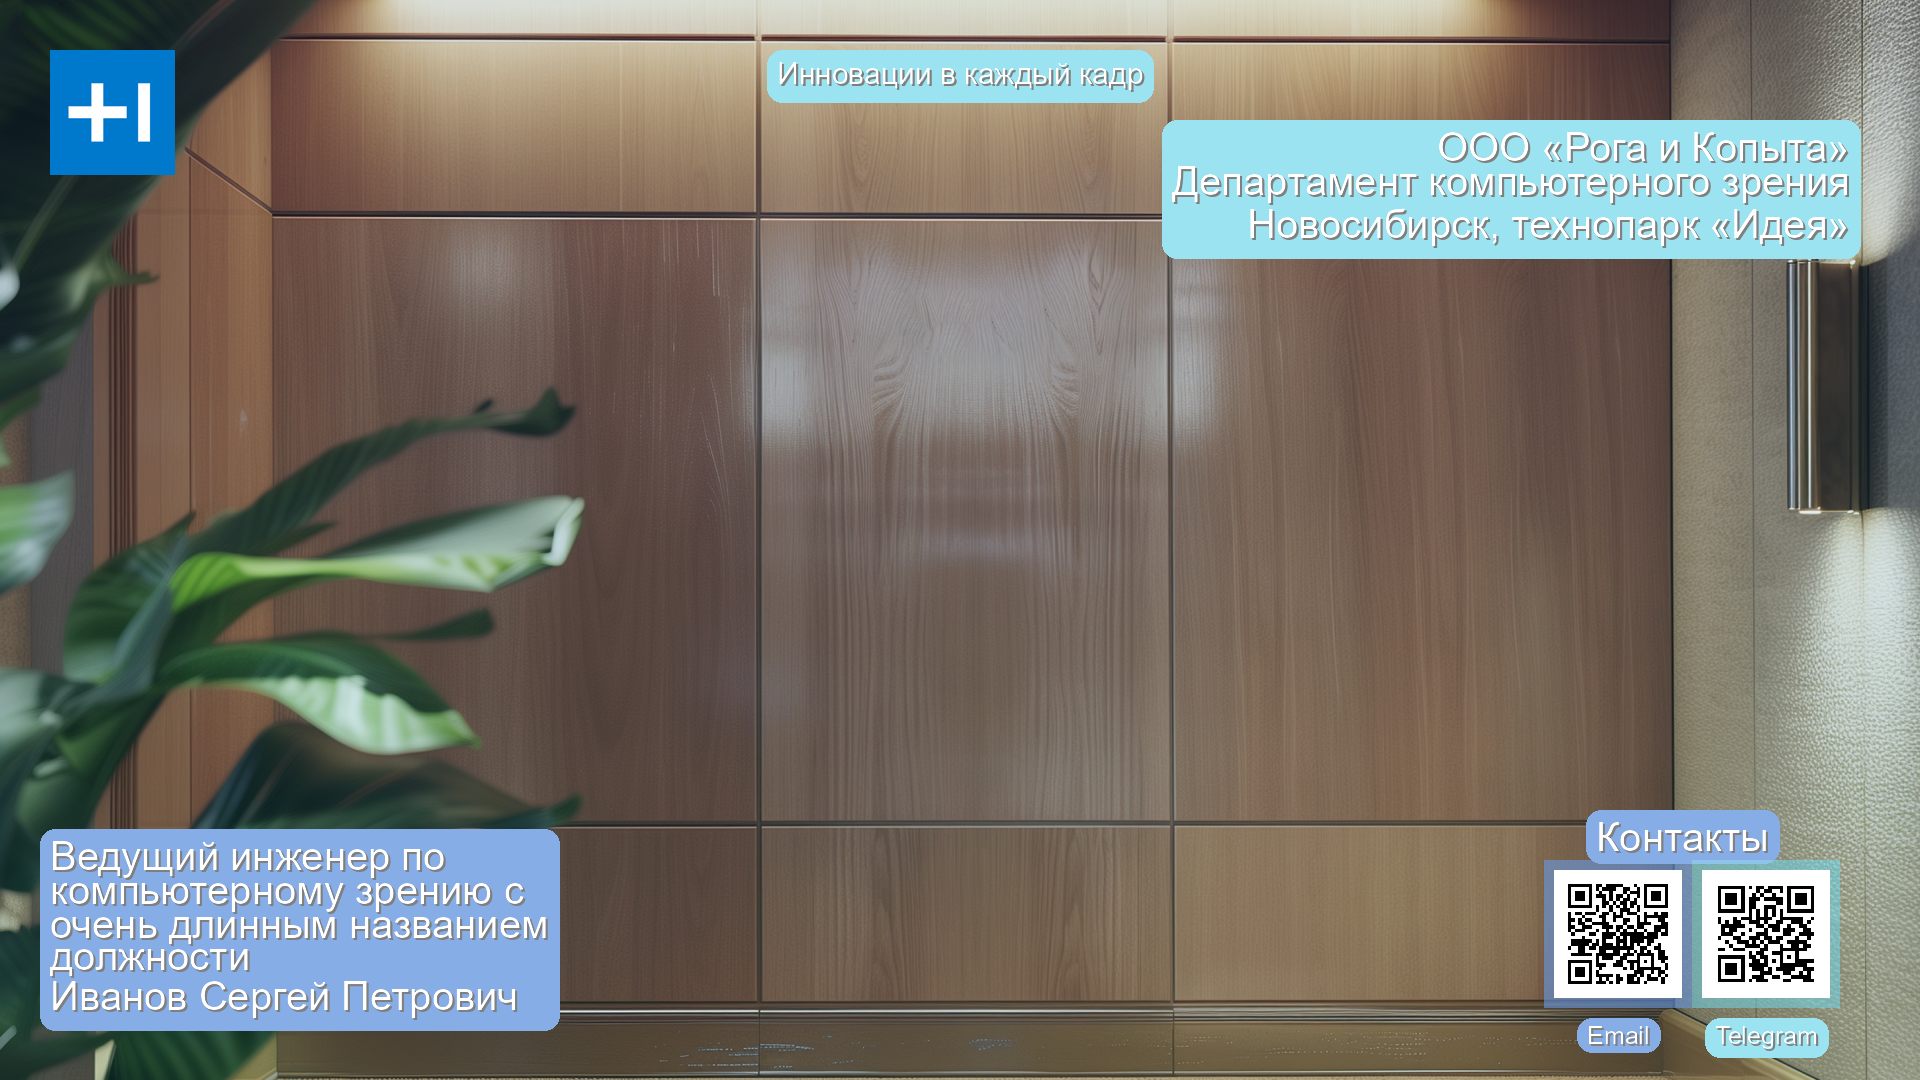 Инновации в каждый кадр
ООО «Рога и Копыта»
Департамент компьютерного зрения
Новосибирск, технопарк «Идея»
Ведущий инженер по
компьютерному зрению с
очень длинным названием
должности
Иванов Сергей Петрович
Контакты
Email
Telegram